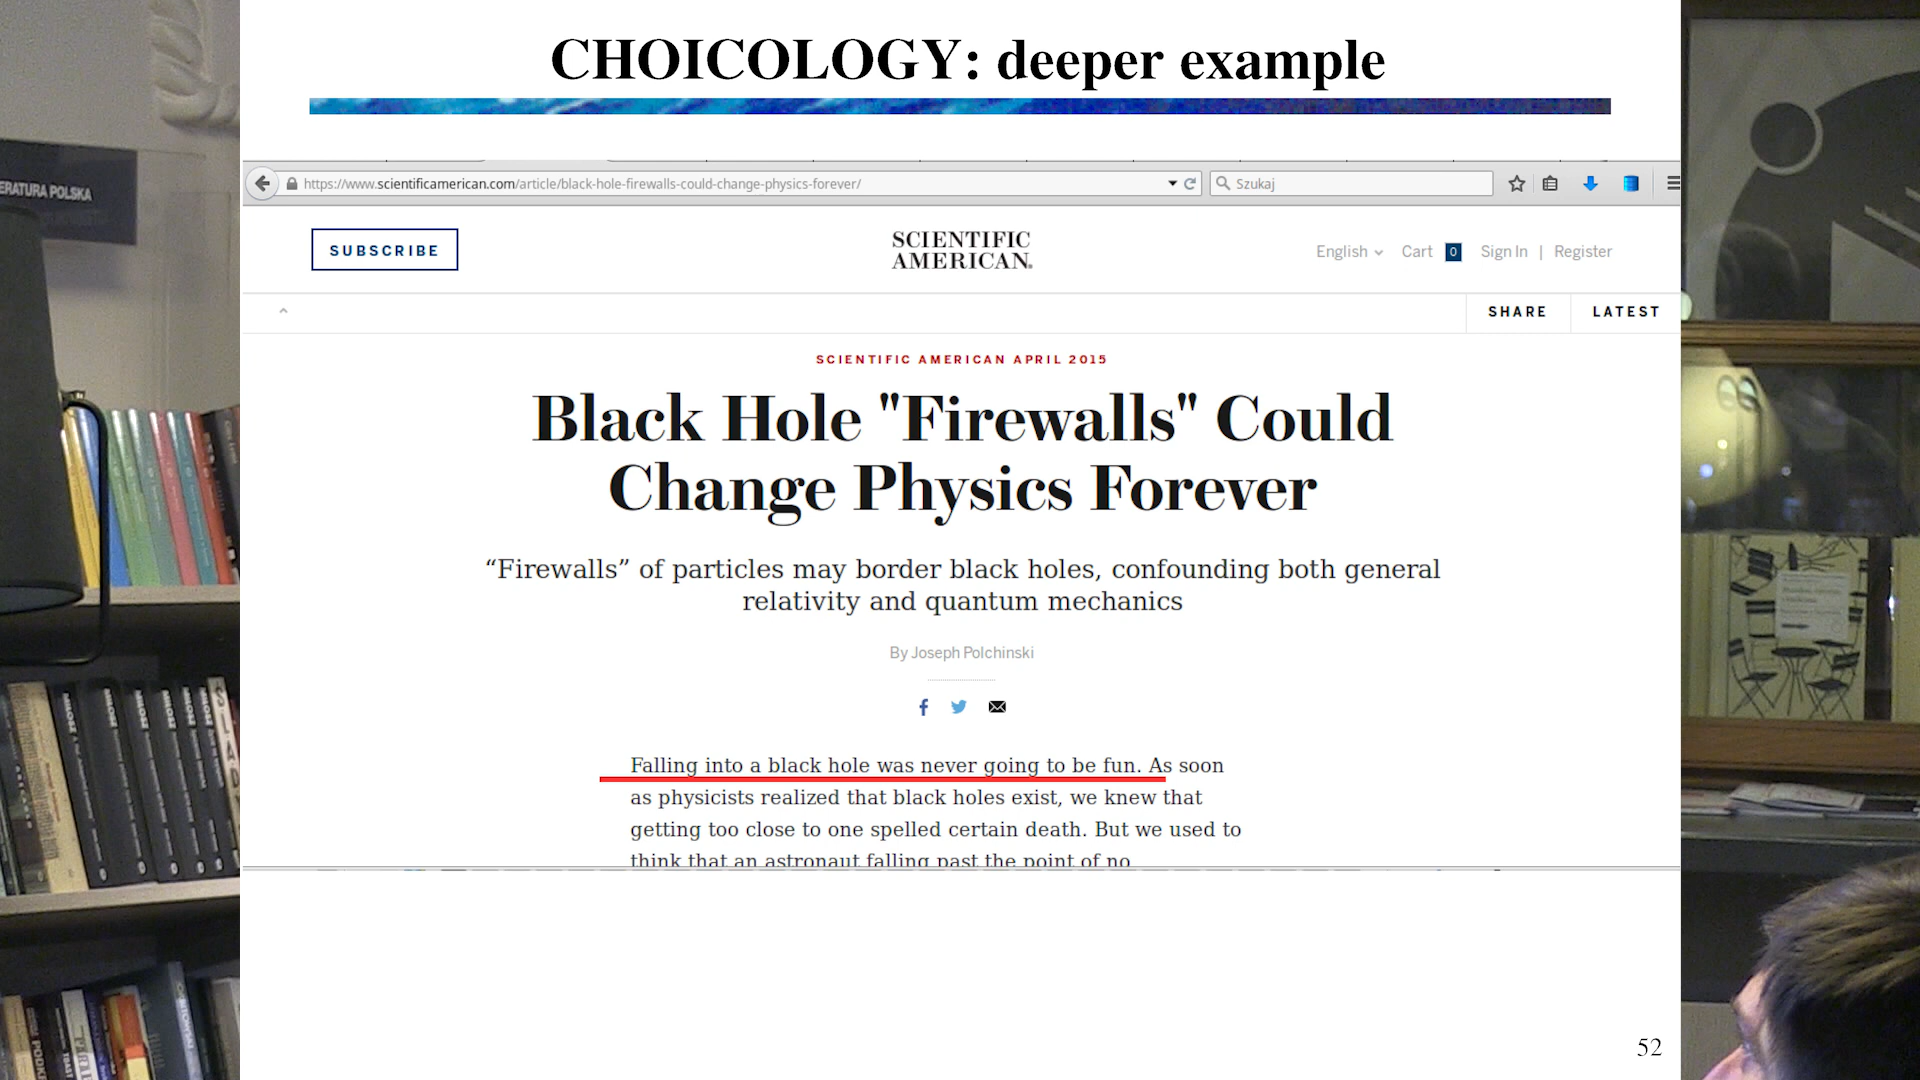 CHOICOLOGY: deeper example
https://www.scientificamerican.com/article/black-hole-firewalls-could-change-physics-forever/
Szukaj
SUBSCRIBE
SCIENTIFIC
AMERICAN.
English
Cart 0 Sign In | Register
SHARE
LATEST
SCIENTIFIC AMERICAN APRIL 2015
Black Hole "Firewalls" Could
Change Physics Forever
“Firewalls” of particles may border black holes, confounding both general
relativity and quantum mechanics
By Joseph Polchinski
Falling into a black hole was never going to be fun. As soon
as physicists realized that black holes exist, we knew that
getting too close to one spelled certain death. But we used to
think that an astronaut falling past the point of no
52
ERATURA POLSKA
MIŁOSZ
MIŁOSZ
MIŁOSZ
MIŁOSZ